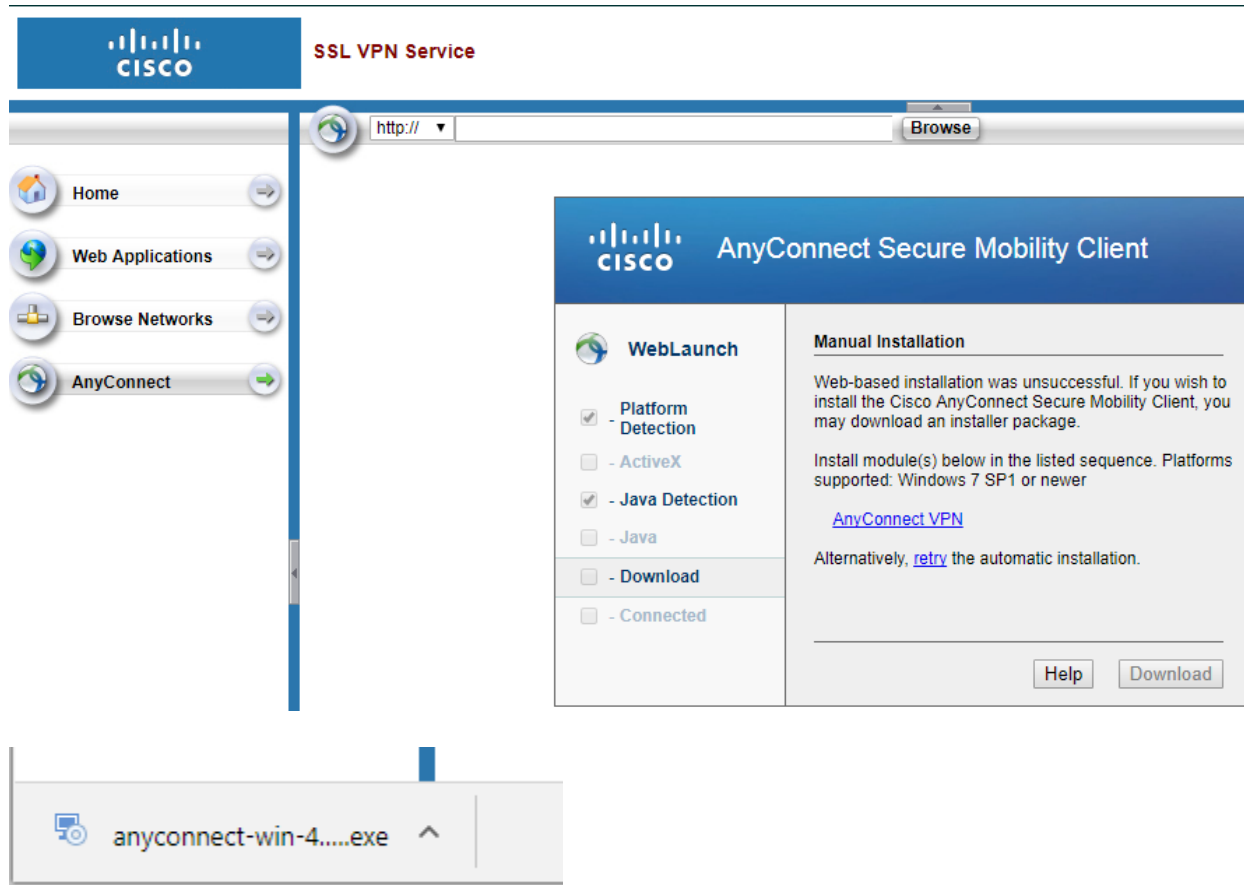 CISCO
SSL VPN Service
http://
Browse
Home
Web Applications
Browse Networks
AnyConnect
CISCO
AnyConnect Secure Mobility Client
WebLaunch
- Platform
Detection
- ActiveX
- Java Detection
- Java
- Download
- Connected
Manual Installation
Web-based installation was unsuccessful. If you wish to
install the Cisco AnyConnect Secure Mobility Client, you
may download an installer package.
Install module(s) below in the listed sequence. Platforms
supported: Windows 7 SP1 or newer
AnyConnect VPN
Alternatively, retry the automatic installation.
Help
Download
anyconnect-win-4.....exe